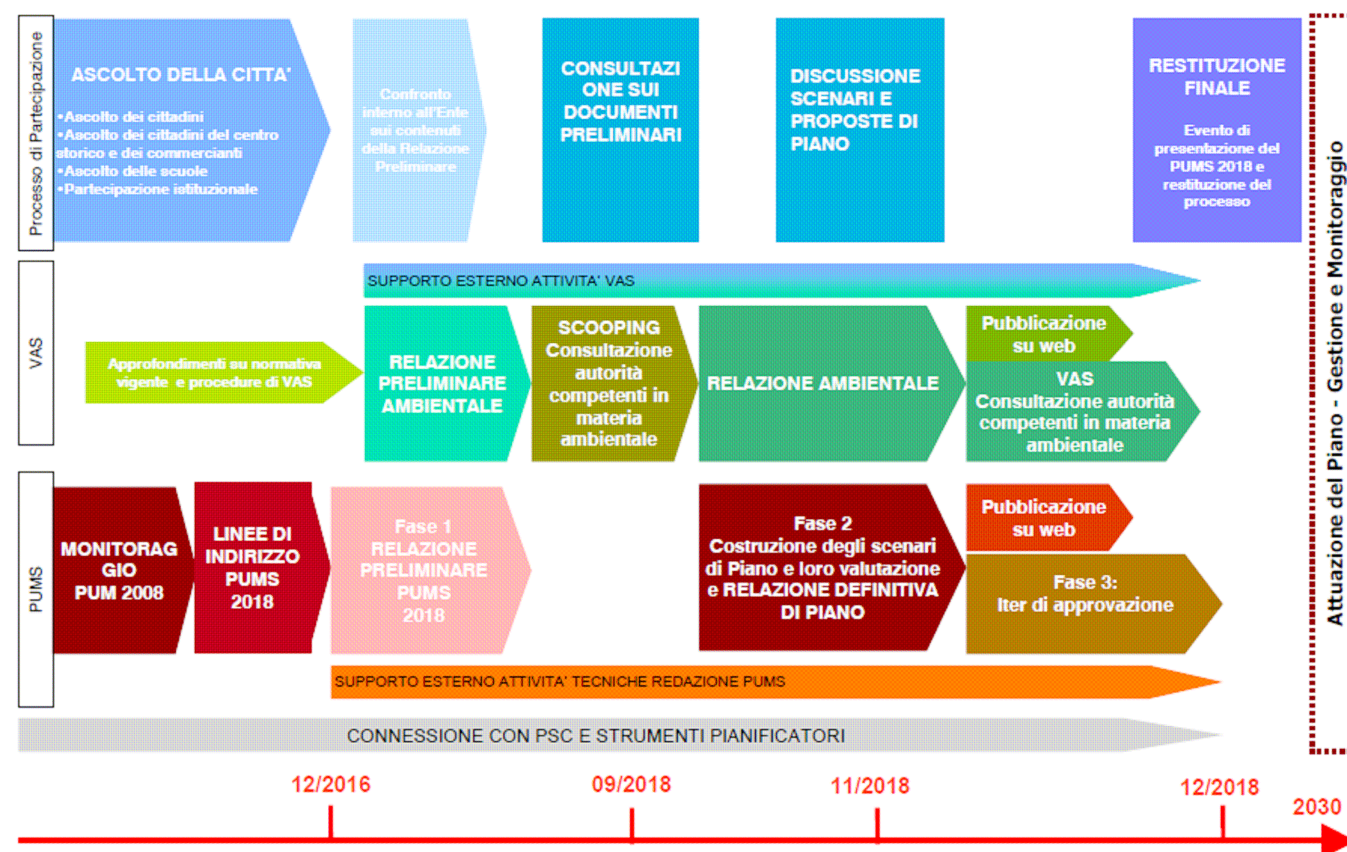 Processo di Partecipazione
ASCOLTO DELLA CITTA'
•Ascolto dei cittadini
•Ascolto dei cittadini del centro
storico e dei commercianti
•Ascolto delle scuole
•Partecipazione istituzionale
Confronto
interno all'Ente
sui contenuti
della Relazione
Preliminare
CONSULTAZI
ONE SUI
DOCUMENTI
PRELIMINARI
DISCUSSIONE
SCENARI E
PROPOSTE DI
PIANO
RESTITUZIONE
FINALE
Evento di
presentazione del
PUMS 2018 e
restituzione del
processo
VAS
SUPPORTO ESTERNO ATTIVITA' VAS
Approfondimenti su normativa
vigente e procedure di VAS
RELAZIONE
PRELIMINARE
AMBIENTALE
SCOOPING
Consultazione
autorità
competenti in
materia
ambientale
RELAZIONE AMBIENTALE
Pubblicazione
su web
VAS
Consultazione autorità
competenti in materia
ambientale
PUMS
MONITORAG
GIO
PUM 2008
LINEE DI
INDIRIZZO
PUMS
2018
Fase 1
RELAZIONE
PRELIMINARE
PUMS
2018
Fase 2
Costruzione degli scenari
di Piano e loro valutazione
e RELAZIONE DEFINITIVA
DI PIANO
Pubblicazione
su web
Fase 3:
Iter di approvazione
SUPPORTO ESTERNO ATTIVITA' TECNICHE REDAZIONE PUMS
CONNESSIONE CON PSC E STRUMENTI PIANIFICATORI
Attuazione del Piano - Gestione e Monitoraggio
12/2016
09/2018
11/2018
12/2018
2030